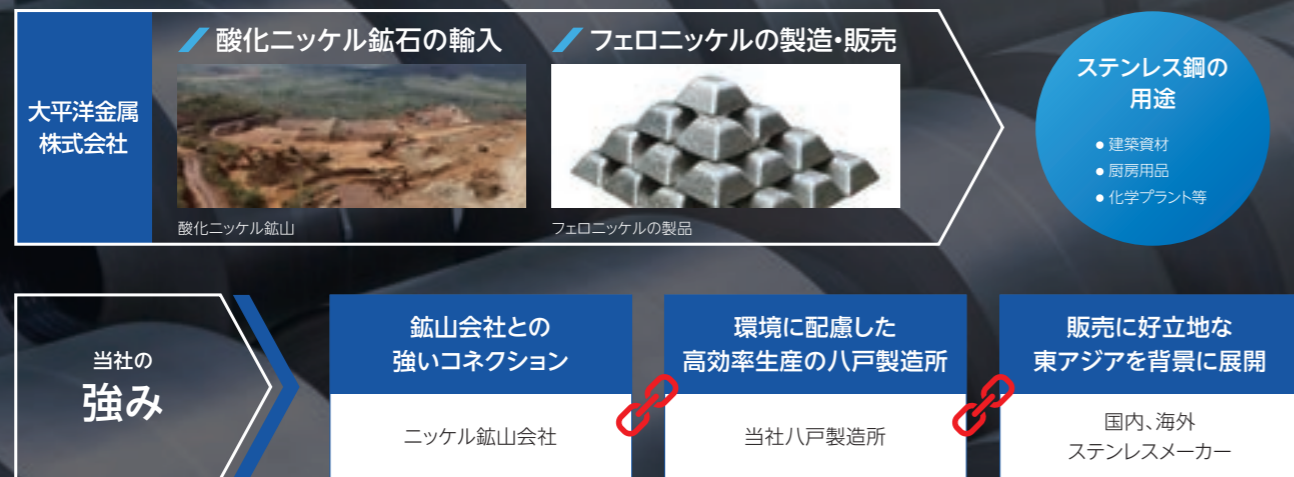 大平洋金属
株式会社
酸化ニッケル鉱石の輸入
酸化ニッケル鉱山
フェロニッケルの製造・販売
フェロニッケルの製品
ステンレス鋼の
用途
● 建築資材
● 厨房用品
● 化学プラント等
当社の
強み
鉱山会社との
強いコネクション
ニッケル鉱山会社
環境に配慮した
高効率生産の八戸製造所
当社八戸製造所
販売に好立地な
東アジアを背景に展開
国内、海外
ステンレスメーカー